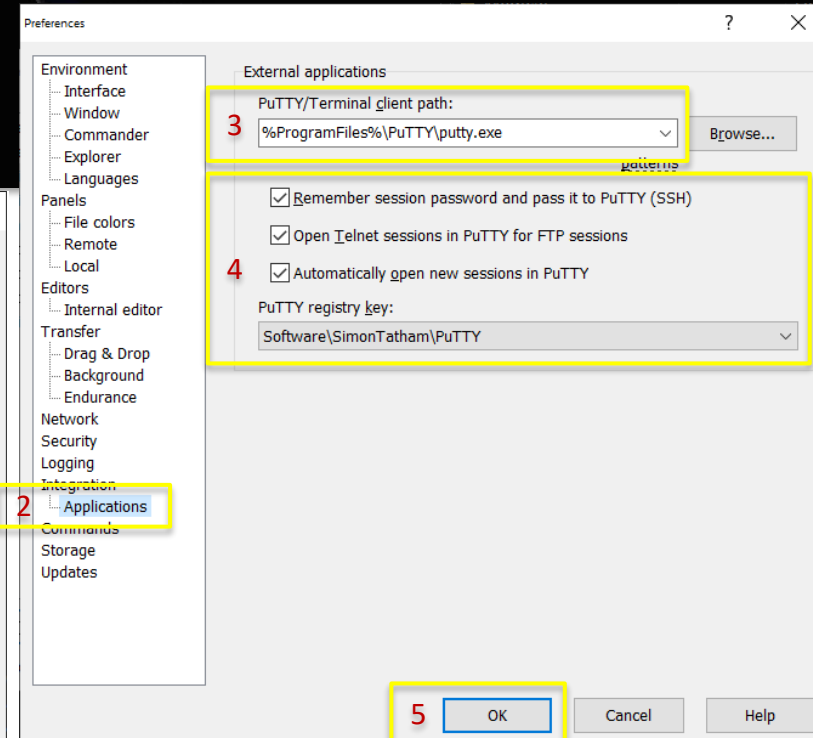 Preferences
?
Environment
Interface
Window
Commander
Explorer
Languages
Panels
File colors
Remote
Local
Editors
Internal editor
Transfer
Drag & Drop
Background
Endurance
Network
Security
Logging
Integration
2 Applications
Commands
Storage
Updates
External applications
PuTTY/Terminal client path:
3 %ProgramFiles%\PuTTY\putty.exe
Browse...
patterns
Remember session password and pass it to PuTTY (SSH)
Open Telnet sessions in PuTTY for FTP sessions
4 Automatically open new sessions in PuTTY
PuTTY registry key:
Software\SimonTatham\PuTTY
5 OK Cancel Help